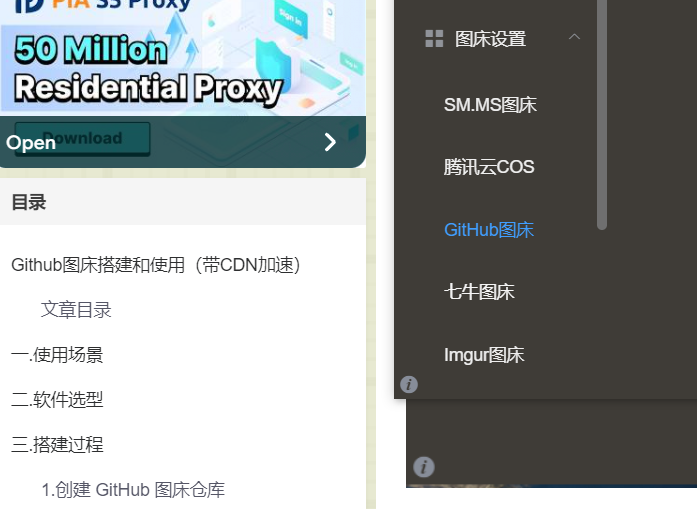 PIA S5 Proxy
50 Million
Residential Proxy
Download
Open
目录
Github图床搭建和使用（带CDN加速）
文章目录
一.使用场景
二.软件选型
三.搭建过程
1.创建 GitHub 图床仓库
图床设置
SM.MS图床
腾讯云COS
GitHub图床
七牛图床
Imgur图床